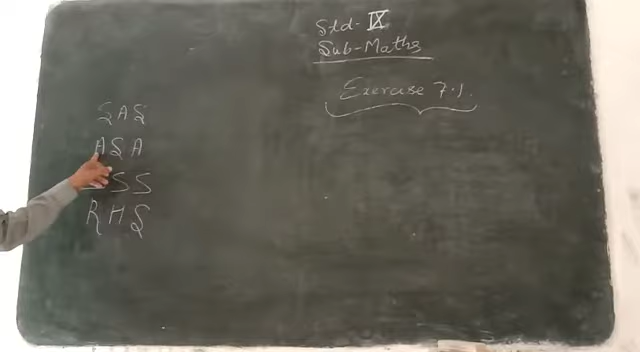 Std- IX
Sub-Maths
Exercise 7.1.
SAS
ASA
SSS
RHS